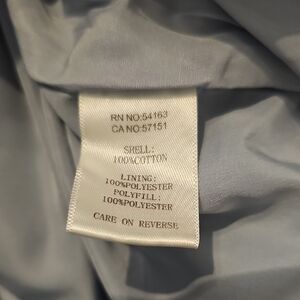 RN NO:54163
CA NO:57151
SHELL:
100%COTTON
LINING:
100%POLYESTER
POLYFILL:
100%POLYESTER
CARE ON REVERSE